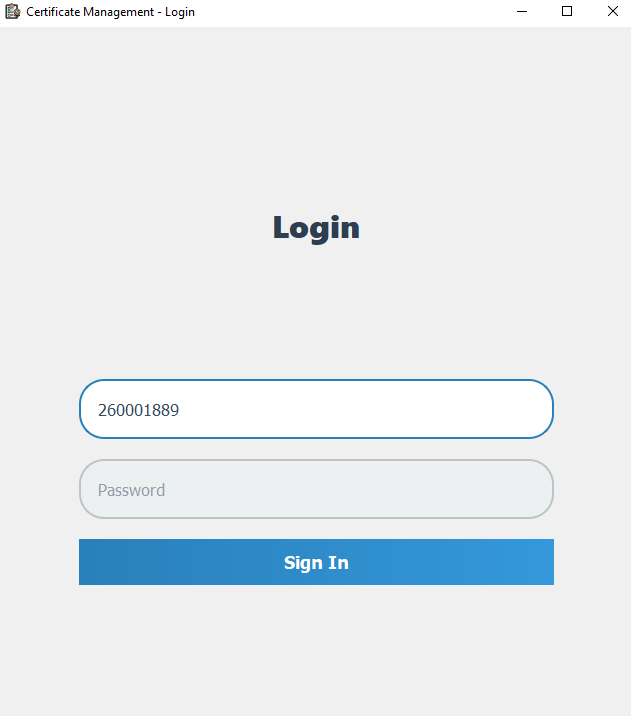 Certificate Management - Login
Login
260001889
Password
Sign In